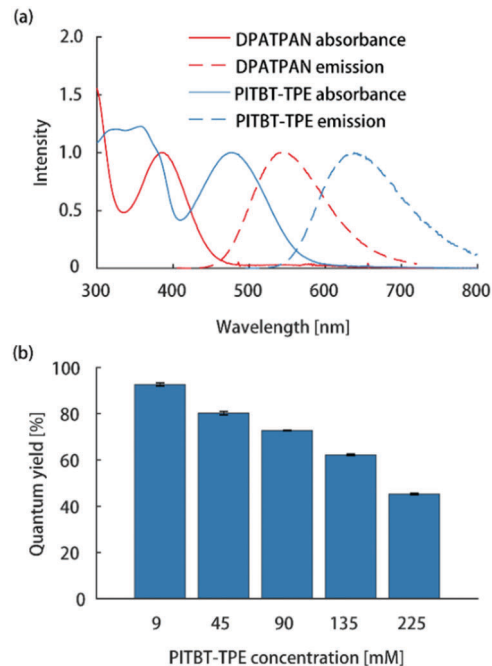 (a)
2.0
1.5
1.0
0.5
0
Intensity
DPATPAN absorbance
DPATPAN emission
PITBT-TPE absorbance
PITBT-TPE emission
300 400 500 600 700 800
Wavelength [nm]
(b)
100
80
60
40
20
0
Quantum yield [%]
9 45 90 135 225
PITBT-TPE concentration [mM]